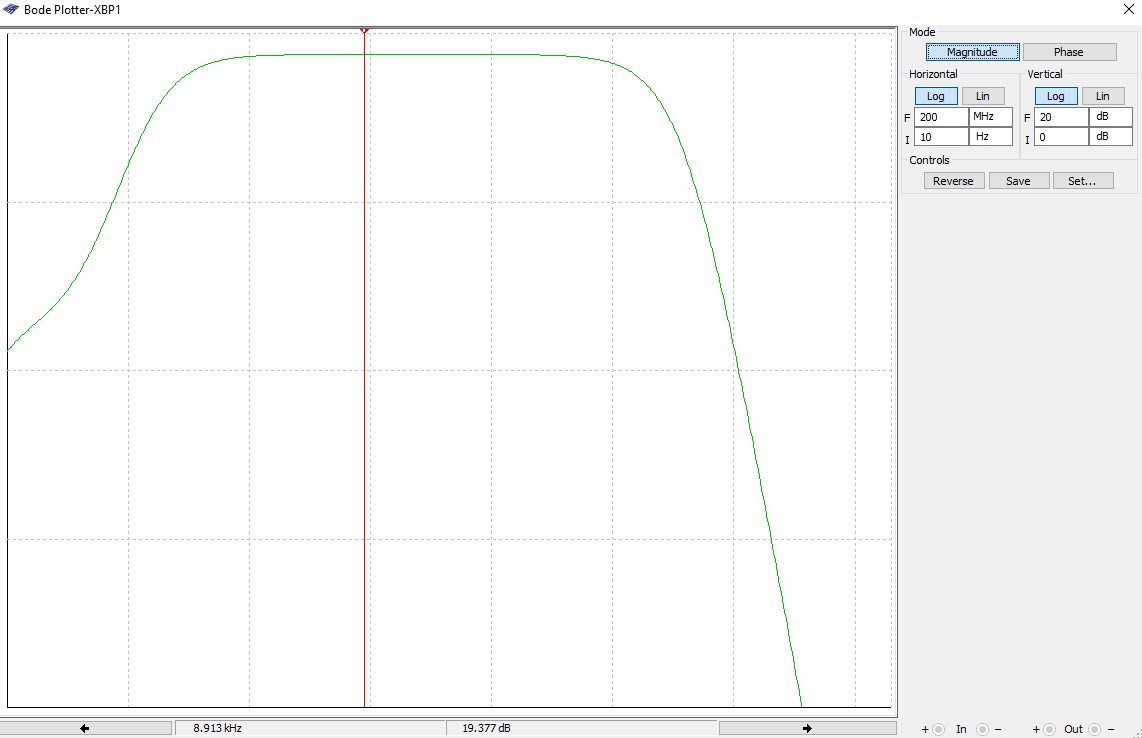 Bode Plotter-XBP1
Mode
Magnitude Phase
Horizontal Vertical
Log Lin Log Lin
F 200 MHz F 20 dB
I 10 Hz I 0 dB
Controls
Reverse Save Set...
8.913 kHz 19.377 dB
+ In − + Out −